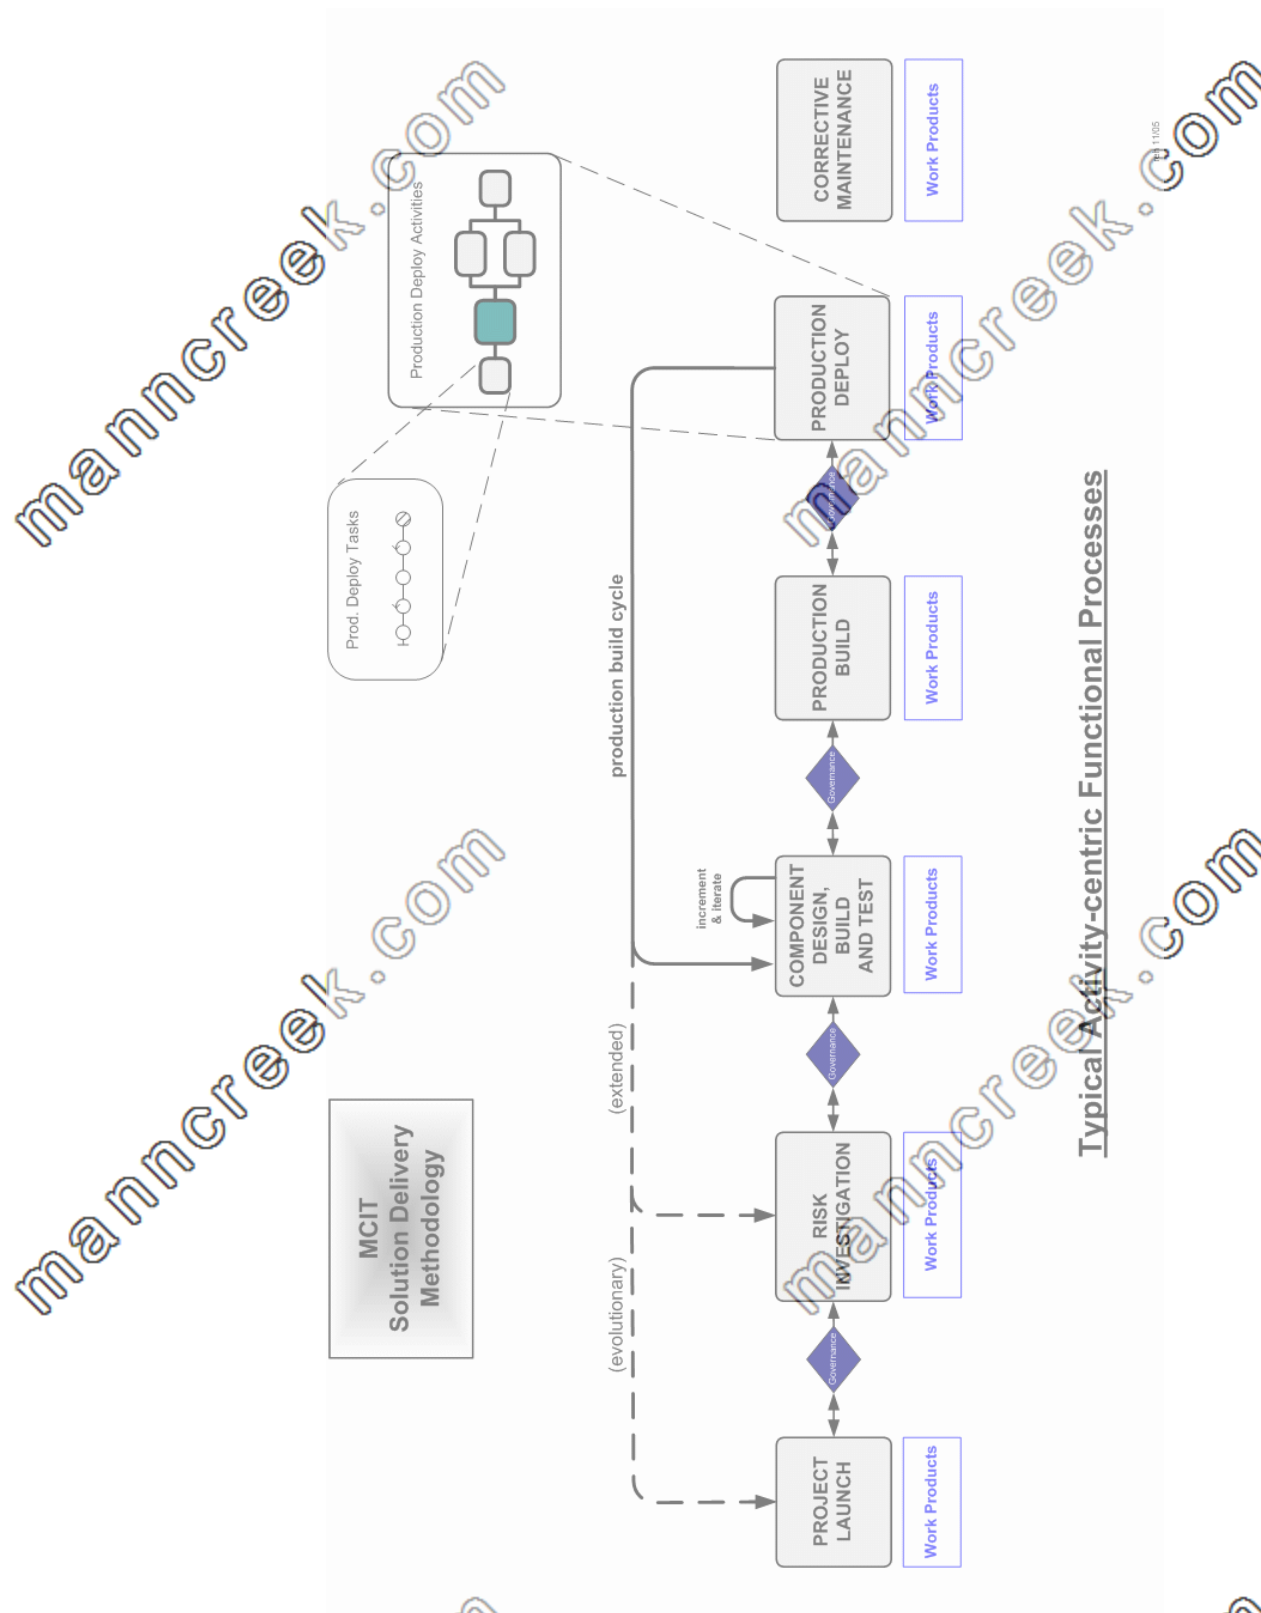 MCIT
Solution Delivery
Methodology
Prod. Deploy Tasks
Production Deploy Activities
(evolutionary)
(extended)
production build cycle
increment
& iterate
PROJECT
LAUNCH
Governance
RISK
INVESTIGATION
Governance
COMPONENT
DESIGN,
BUILD
AND TEST
Governance
PRODUCTION
BUILD
Governance
PRODUCTION
DEPLOY
CORRECTIVE
MAINTENANCE
Work Products
Work Products
Work Products
Work Products
Work Products
Work Products
Typical Activity-centric Functional Processes
11/05
manncreek.com
manncreek.com
manncreek.com
manncreek.com